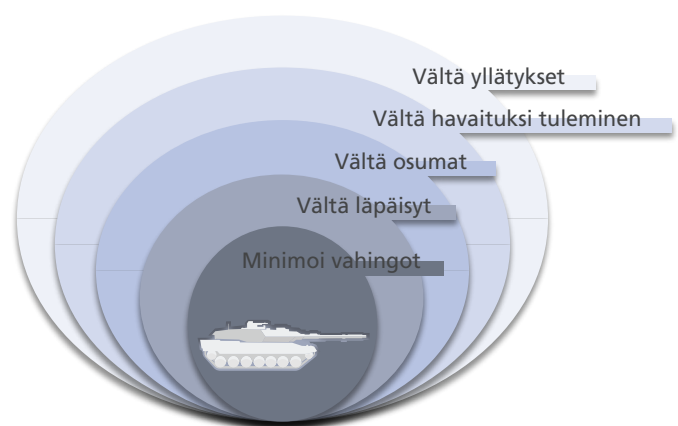 Vältä yllätykset
Vältä havaituksi tuleminen
Vältä osumat
Vältä läpäisyt
Minimoi vahingot